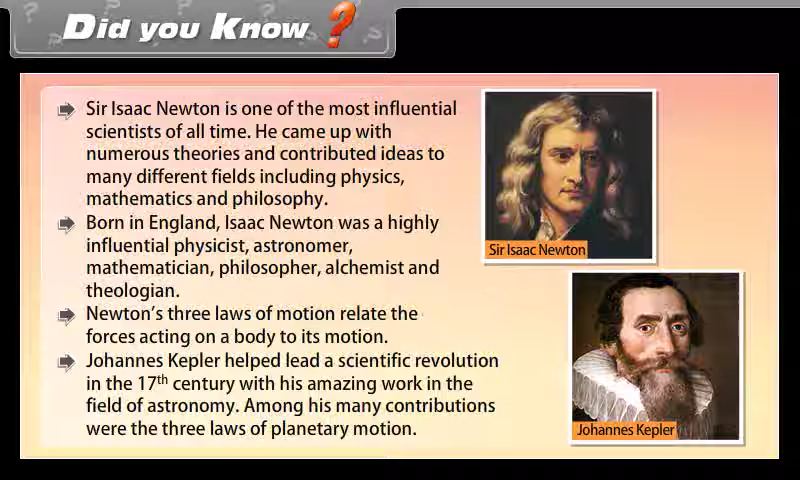 Did you Know ?
Sir Isaac Newton is one of the most influential
scientists of all time. He came up with
numerous theories and contributed ideas to
many different fields including physics,
mathematics and philosophy.
Born in England, Isaac Newton was a highly
influential physicist, astronomer,
mathematician, philosopher, alchemist and
theologian.
Newton's three laws of motion relate the
forces acting on a body to its motion.
Johannes Kepler helped lead a scientific revolution
in the 17th century with his amazing work in the
field of astronomy. Among his many contributions
were the three laws of planetary motion.
Sir Isaac Newton
Johannes Kepler